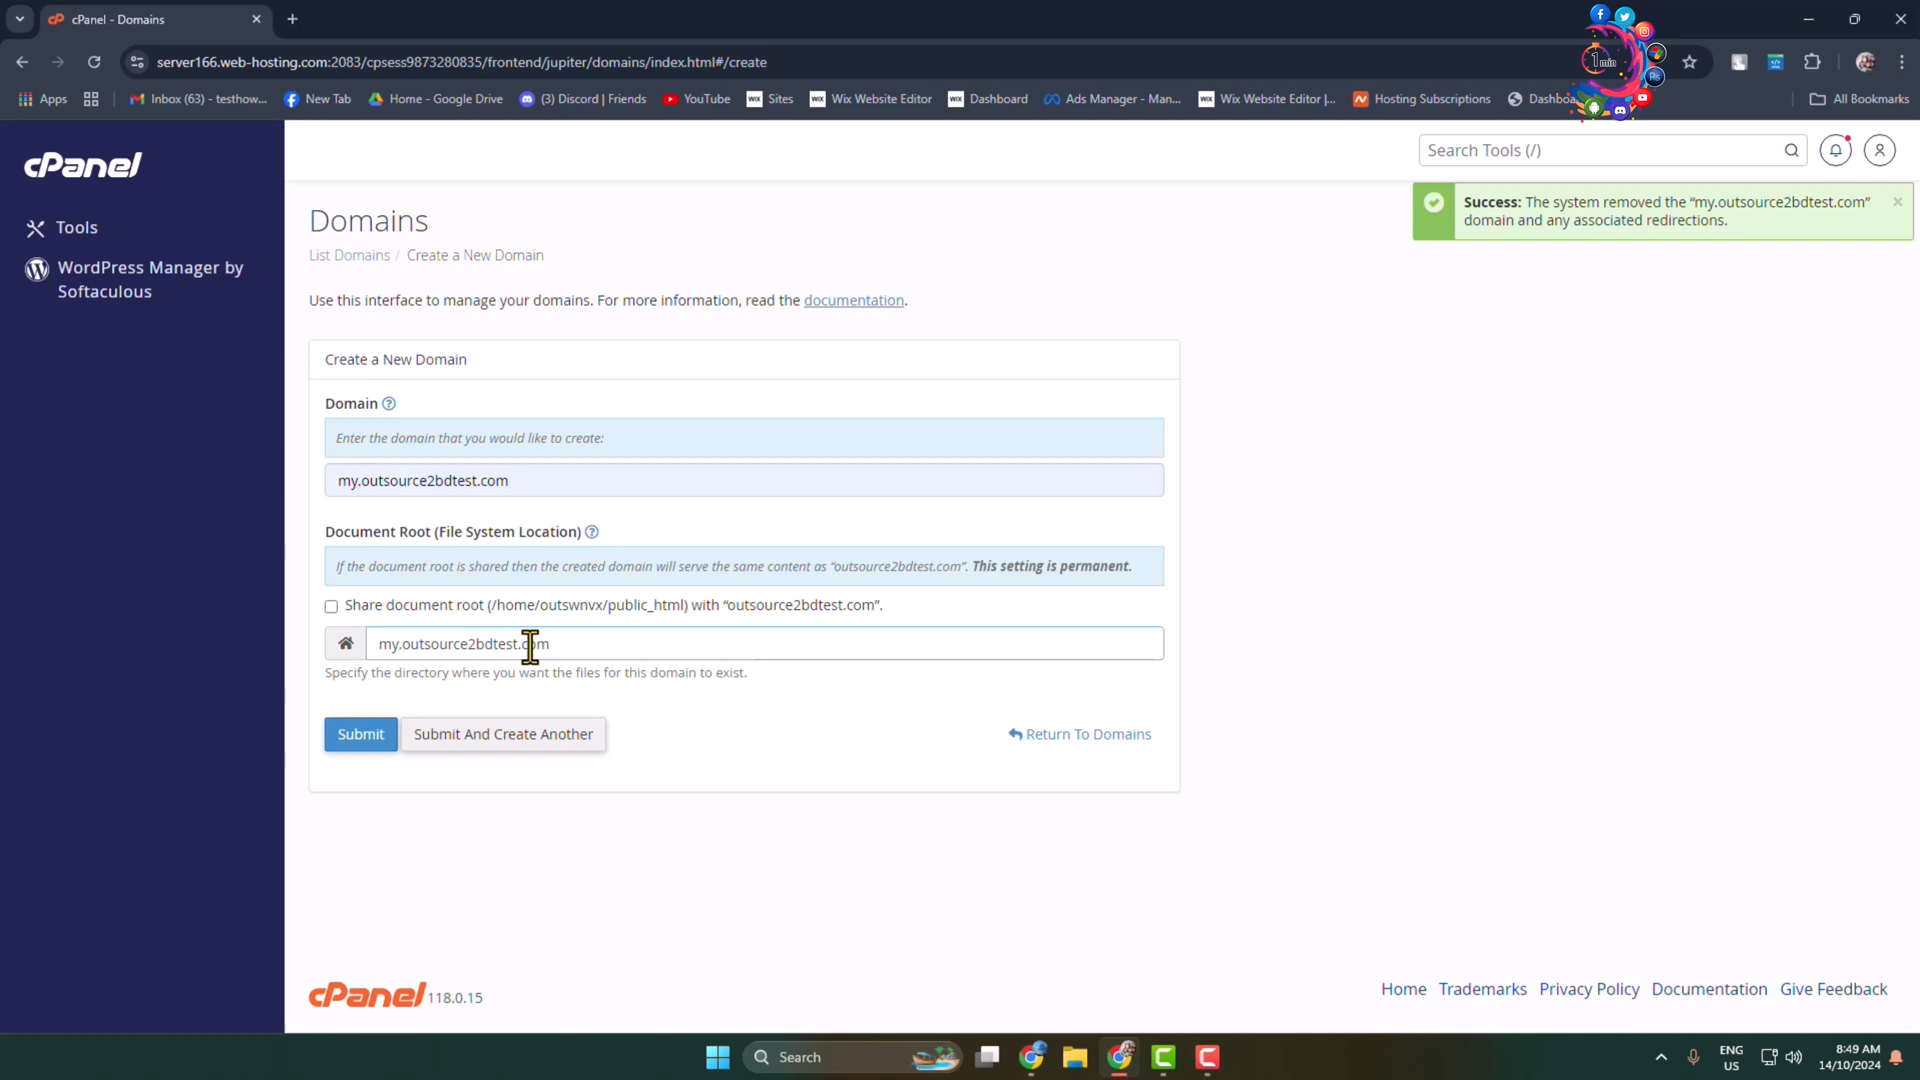 cPanel - Domains
server166.web-hosting.com:2083/cpsess9873280835/frontend/jupiter/domains/index.html#/create
1 min
Ps
Apps
Inbox (63) - testhow...
New Tab
Home - Google Drive
(3) Discord | Friends
YouTube
WIX Sites
WIX Wix Website Editor
WIX Dashboard
Ads Manager - Man...
WIX Wix Website Editor |...
Hosting Subscriptions
Dashboa
All Bookmarks
cPanel
Search Tools (/)
Tools
WordPress Manager by
Softaculous
Success: The system removed the “my.outsource2bdtest.com”
domain and any associated redirections.
Domains
List Domains / Create a New Domain
Use this interface to manage your domains. For more information, read the documentation.
Create a New Domain
Domain
Enter the domain that you would like to create:
my.outsource2bdtest.com
Document Root (File System Location)
If the document root is shared then the created domain will serve the same content as “outsource2bdtest.com”. This setting is permanent.
Share document root (/home/outswnvx/public_html) with “outsource2bdtest.com”.
my.outsource2bdtest.com
Specify the directory where you want the files for this domain to exist.
Submit
Submit And Create Another
Return To Domains
cPanel 118.0.15
Home Trademarks Privacy Policy Documentation Give Feedback
Search
ENG
US
8:49 AM
14/10/2024